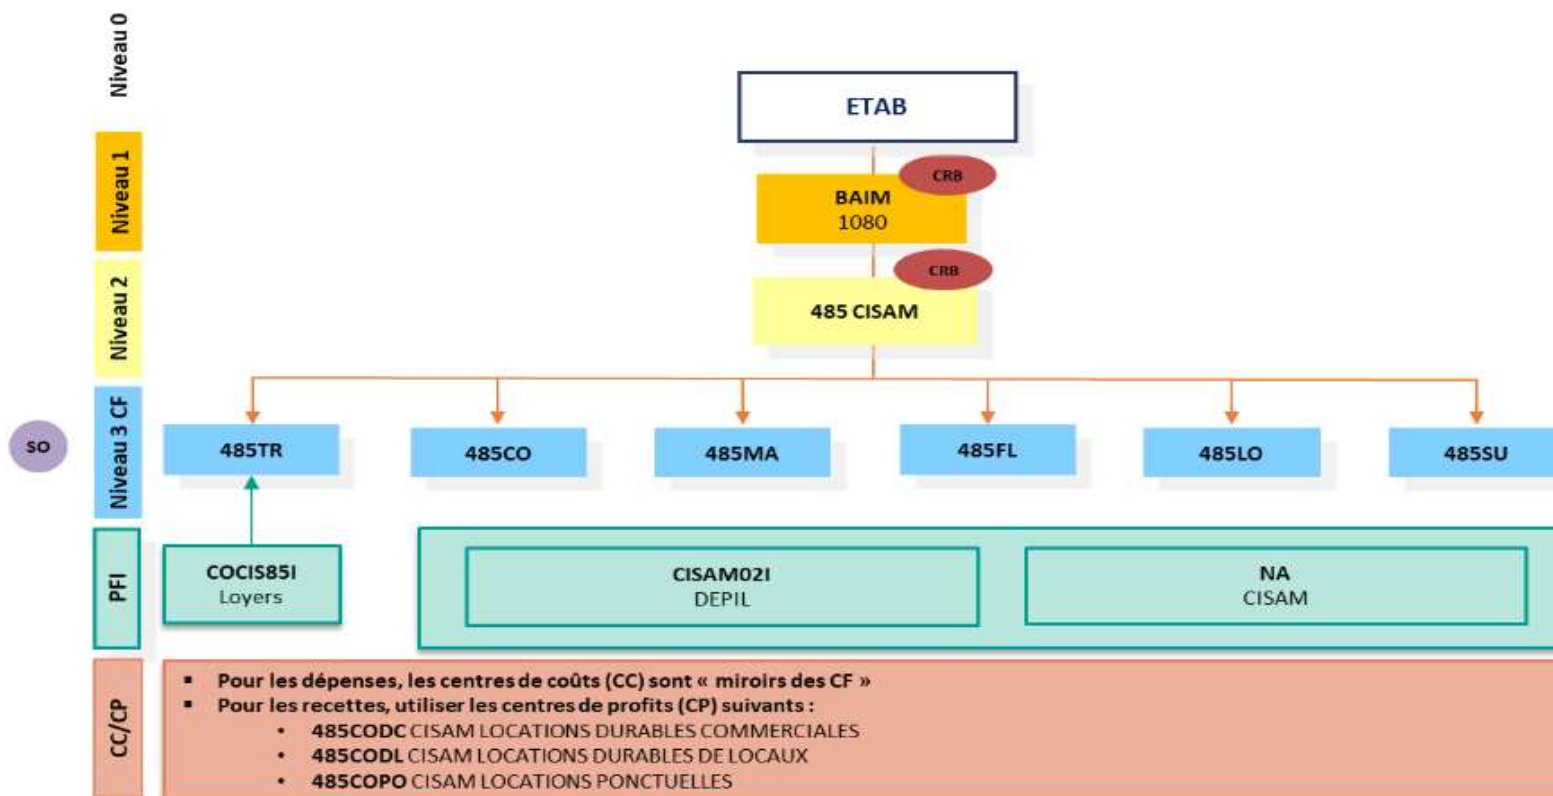 Niveau 0
ETAB
Niveau 1
CRB
BAIM
1080
Niveau 2
CRB
485 CISAM
SO
Niveau 3 CF
485TR
485CO
485MA
485FL
485LO
485SU
PFI
COCIS85I
Loyers
CISAM02I
DEPIL
NA
CISAM
CC/CP
▪ Pour les dépenses, les centres de coûts (CC) sont « miroirs des CF »
▪ Pour les recettes, utiliser les centres de profits (CP) suivants :
• 485CODC CISAM LOCATIONS DURABLES COMMERCIALES
• 485CODL CISAM LOCATIONS DURABLES DE LOCAUX
• 485COPO CISAM LOCATIONS PONCTUELLES